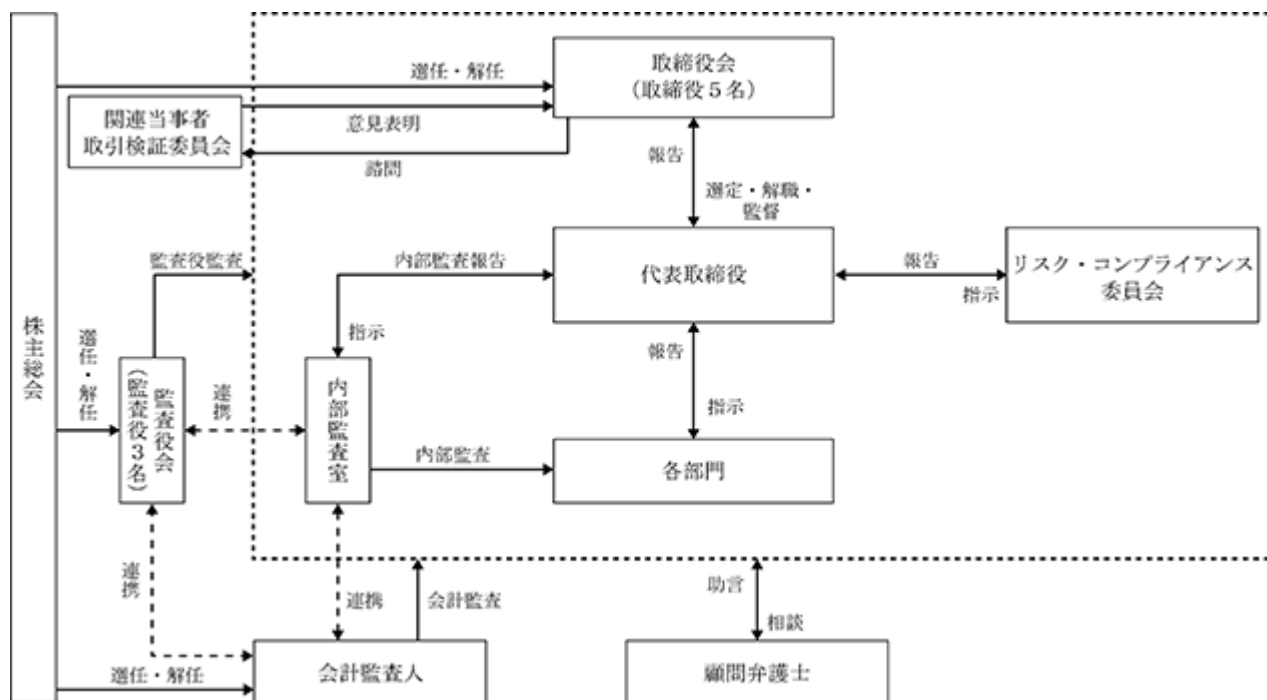 取締役会
（取締役５名）
選任・解任
関連当事者
取引検証委員会
意見表明
諮問
報告
選定・解職・
監督
監査役監査
内部監査報告
代表取締役
報告
指示
リスク・コンプライアンス
委員会
株主総会
選任・解任
指示
報告
監査役会
（監査役３名）
連携
内部監査室
指示
内部監査
各部門
連携
連携
会計監査
助言
相談
選任・解任
会計監査人
顧問弁護士